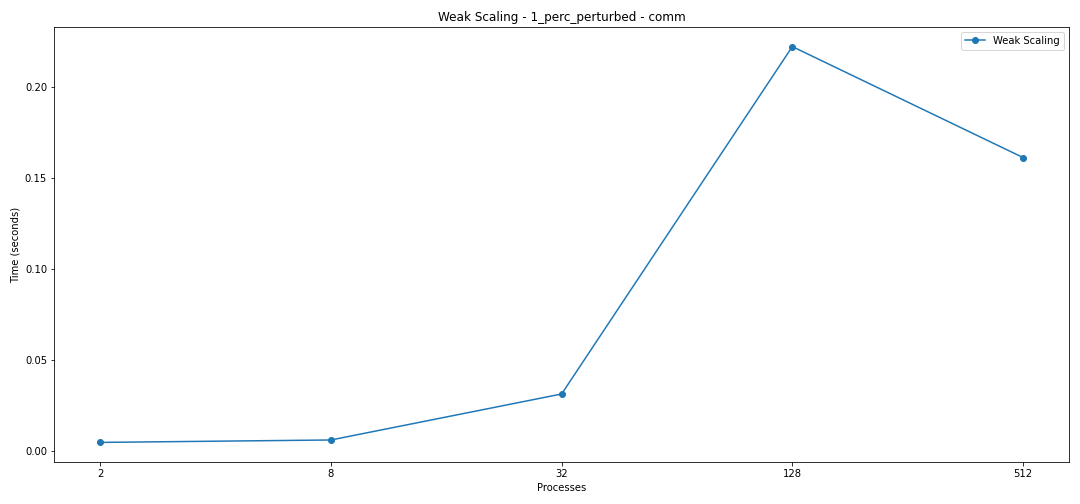 Weak Scaling - 1_perc_perturbed - comm
Weak Scaling
Time (seconds)
0.20
0.15
0.10
0.05
0.00
2 8 32 128 512
Processes